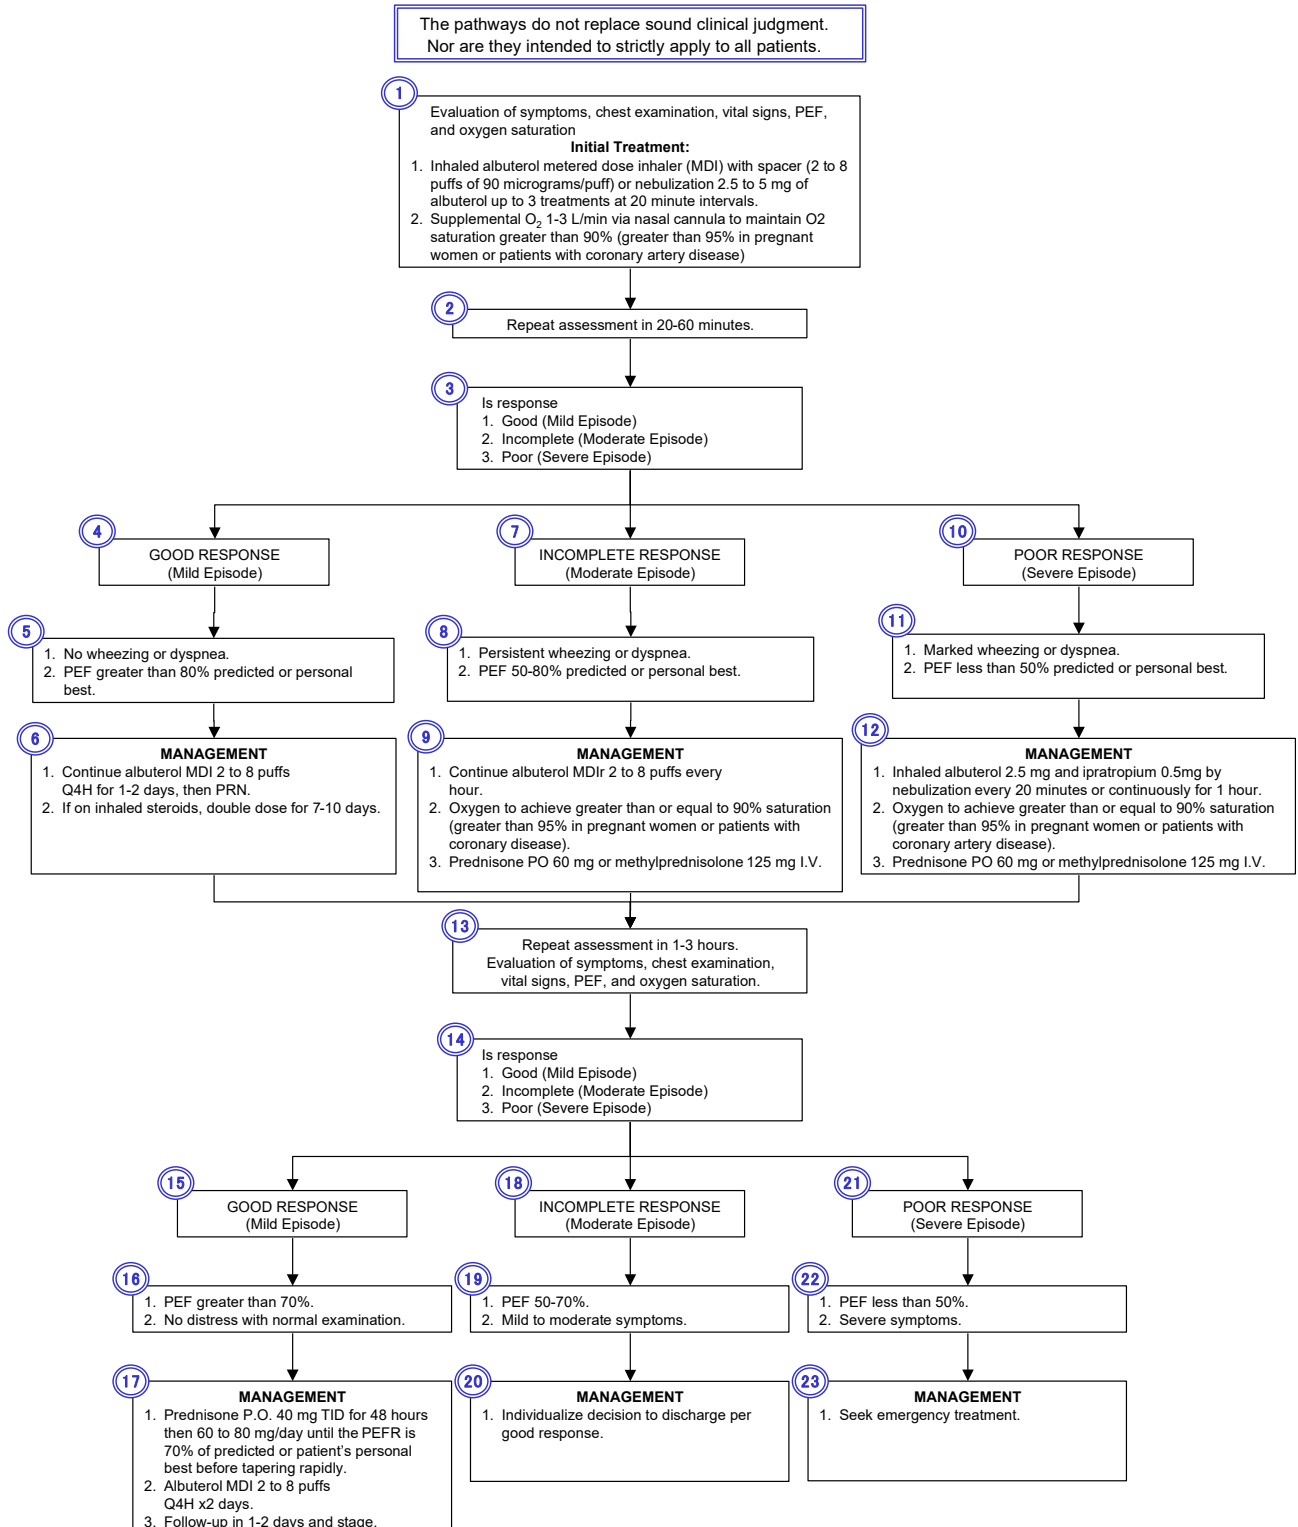 The pathways do not replace sound clinical judgment.
Nor are they intended to strictly apply to all patients.
1
Evaluation of symptoms, chest examination, vital signs, PEF,
and oxygen saturation
Initial Treatment:
1. Inhaled albuterol metered dose inhaler (MDI) with spacer (2 to 8
puffs of 90 micrograms/puff) or nebulization 2.5 to 5 mg of
albuterol up to 3 treatments at 20 minute intervals.
2. Supplemental O2 1-3 L/min via nasal cannula to maintain O2
saturation greater than 90% (greater than 95% in pregnant
women or patients with coronary artery disease)
2
Repeat assessment in 20-60 minutes.
3
Is response
1. Good (Mild Episode)
2. Incomplete (Moderate Episode)
3. Poor (Severe Episode)
4
GOOD RESPONSE
(Mild Episode)
5
1. No wheezing or dyspnea.
2. PEF greater than 80% predicted or personal
best.
6
MANAGEMENT
1. Continue albuterol MDI 2 to 8 puffs
Q4H for 1-2 days, then PRN.
2. If on inhaled steroids, double dose for 7-10 days.
7
INCOMPLETE RESPONSE
(Moderate Episode)
8
1. Persistent wheezing or dyspnea.
2. PEF 50-80% predicted or personal best.
9
MANAGEMENT
1. Continue albuterol MDIr 2 to 8 puffs every
hour.
2. Oxygen to achieve greater than or equal to 90% saturation
(greater than 95% in pregnant women or patients with
coronary disease).
3. Prednisone PO 60 mg or methylprednisolone 125 mg I.V.
10
POOR RESPONSE
(Severe Episode)
11
1. Marked wheezing or dyspnea.
2. PEF less than 50% predicted or personal best.
12
MANAGEMENT
1. Inhaled albuterol 2.5 mg and ipratropium 0.5mg by
nebulization every 20 minutes or continuously for 1 hour.
2. Oxygen to achieve greater than or equal to 90% saturation
(greater than 95% in pregnant women or patients with
coronary artery disease).
3. Prednisone PO 60 mg or methylprednisolone 125 mg I.V.
13
Repeat assessment in 1-3 hours.
Evaluation of symptoms, chest examination,
vital signs, PEF, and oxygen saturation.
14
Is response
1. Good (Mild Episode)
2. Incomplete (Moderate Episode)
3. Poor (Severe Episode)
15
GOOD RESPONSE
(Mild Episode)
16
1. PEF greater than 70%.
2. No distress with normal examination.
17
MANAGEMENT
1. Prednisone P.O. 40 mg TID for 48 hours
then 60 to 80 mg/day until the PEFR is
70% of predicted or patient's personal
best before tapering rapidly.
2. Albuterol MDI 2 to 8 puffs
Q4H x2 days.
3. Follow-up in 1-2 days and stage.
18
INCOMPLETE RESPONSE
(Moderate Episode)
19
1. PEF 50-70%.
2. Mild to moderate symptoms.
20
MANAGEMENT
1. Individualize decision to discharge per
good response.
21
POOR RESPONSE
(Severe Episode)
22
1. PEF less than 50%.
2. Severe symptoms.
23
MANAGEMENT
1. Seek emergency treatment.